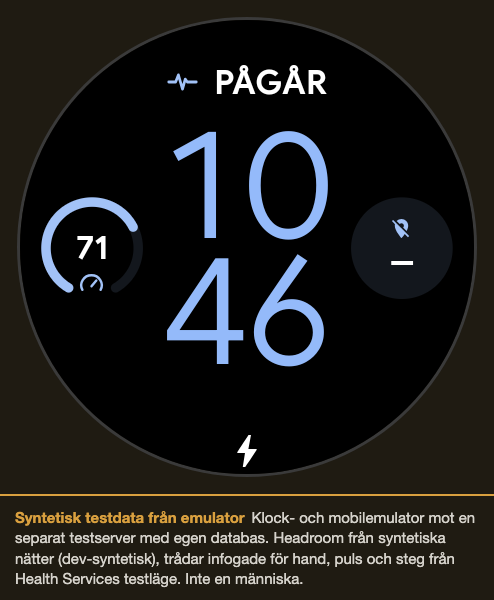 PÅGÅR
10
71
–
46
Syntetisk testdata från emulator Klock- och mobilemulator mot en
separat testserver med egen databas. Headroom från syntetiska
nätter (dev-syntetisk), trådar infogade för hand, puls och steg från
Health Services testläge. Inte en människa.